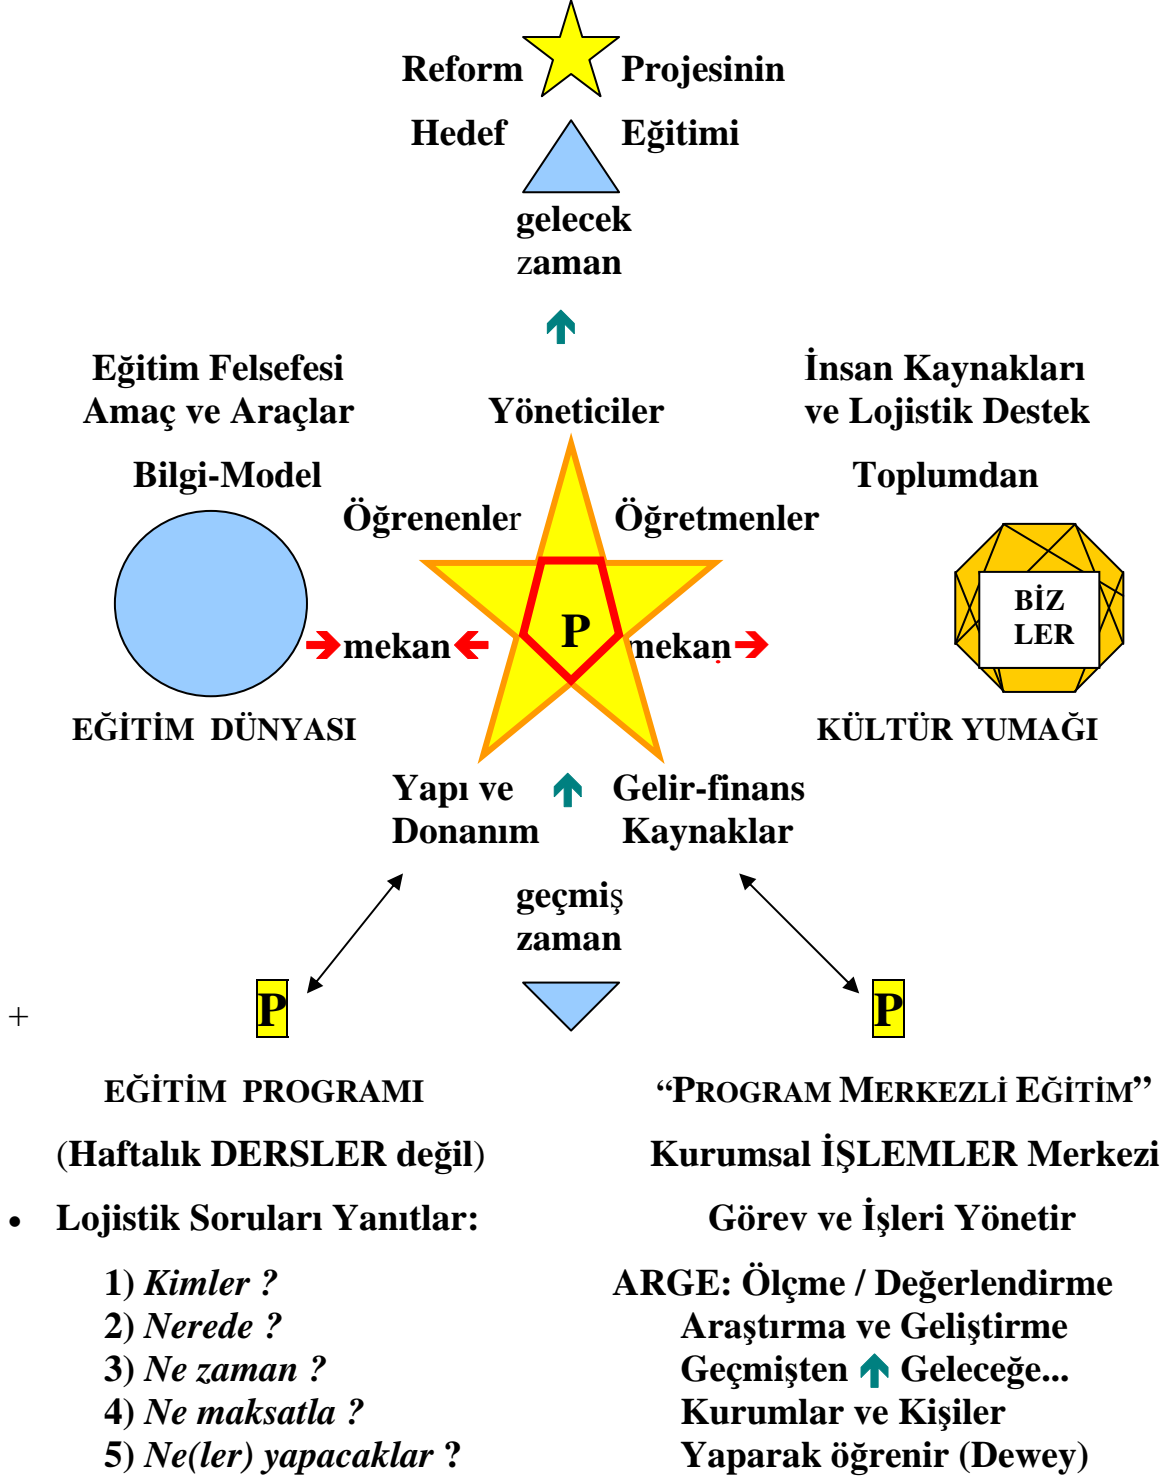 Reform Projesinin
Hedef Eğitimi
gelecek
zaman
Eğitim Felsefesi
Amaç ve Araçlar
Yöneticiler
İnsan Kaynakları
ve Lojistik Destek
Bilgi-Model
Toplumdan
Öğrenenler
Öğretmenler
BİZ
LER
P
mekan
mekan
EĞİTİM DÜNYASI
KÜLTÜR YUMAĞI
Yapı ve
Donanım
Gelir-finans
Kaynaklar
geçmiş
zaman
+
P
P
EĞİTİM PROGRAMI
“PROGRAM MERKEZLİ EĞİTİM”
(Haftalık DERSLER değil)
Kurumsal İŞLEMLER Merkezi
• Lojistik Soruları Yanıtlar:
Görev ve İşleri Yönetir
1) Kimler ?
2) Nerede ?
3) Ne zaman ?
4) Ne maksatla ?
5) Ne(ler) yapacaklar ?
ARGE: Ölçme / Değerlendirme
Araştırma ve Geliştirme
Geçmişten Geleceğe...
Kurumlar ve Kişiler
Yaparak öğrenir (Dewey)